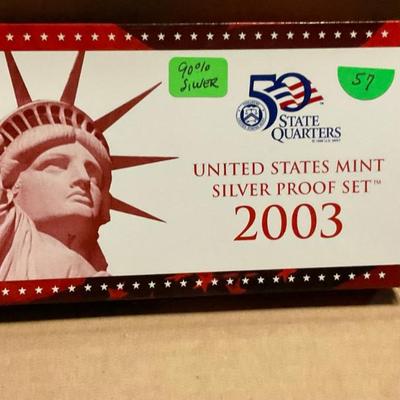 90%
SILVER
57
50
STATE
QUARTERS
UNITED STATES MINT
SILVER PROOF SET™
2003